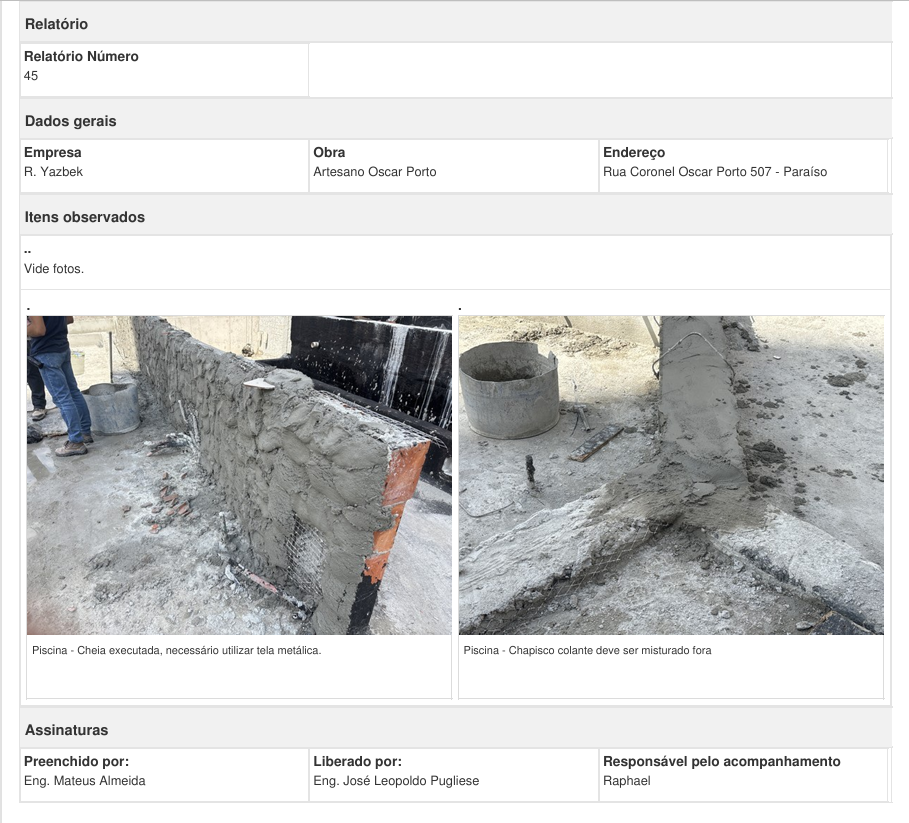 Relatório
Relatório Número
45
Dados gerais
Empresa
R. Yazbek
Obra
Artesano Oscar Porto
Endereço
Rua Coronel Oscar Porto 507 - Paraíso
Itens observados
..
Vide fotos.
.
.
Piscina - Cheia executada, necessário utilizar tela metálica.
Piscina - Chapisco colante deve ser misturado fora
Assinaturas
Preenchido por:
Eng. Mateus Almeida
Liberado por:
Eng. José Leopoldo Pugliese
Responsável pelo acompanhamento
Raphael